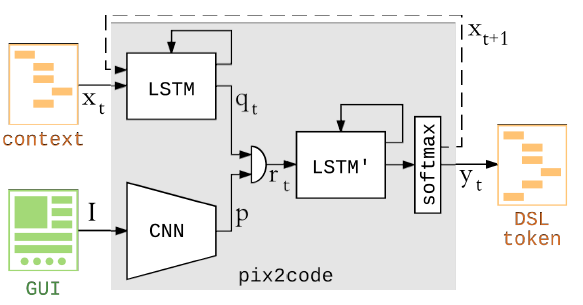 x_{t+1}
LSTM
x_t
q_t
context
LSTM'
softmax
r_t
y_t
I
CNN
p
DSL
token
GUI
pix2code